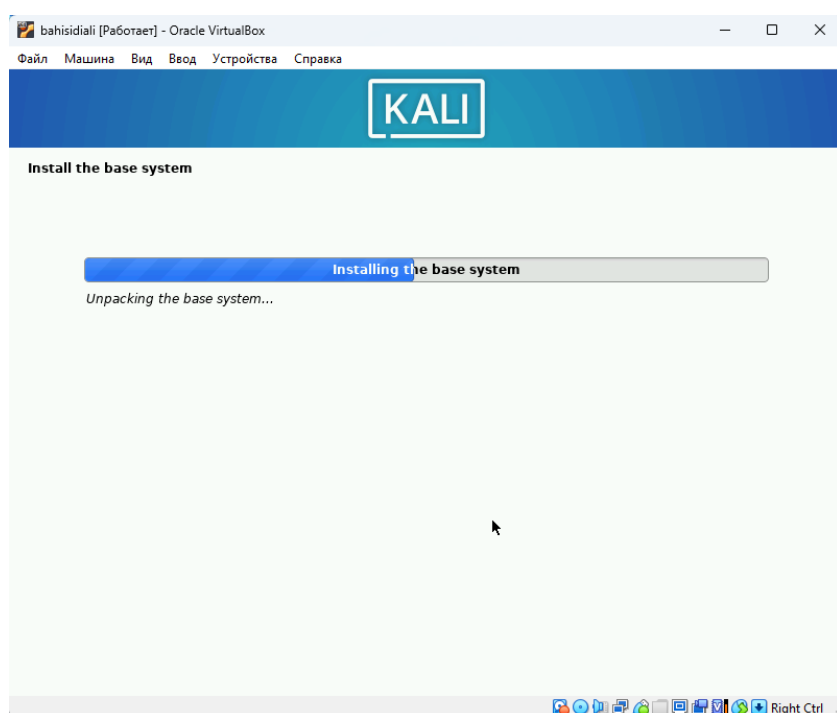 bahisidiali [Работает] - Oracle VirtualBox
Файл Машина Вид Ввод Устройства Справка
KALI
Install the base system
Installing the base system
Unpacking the base system...
Right Ctrl